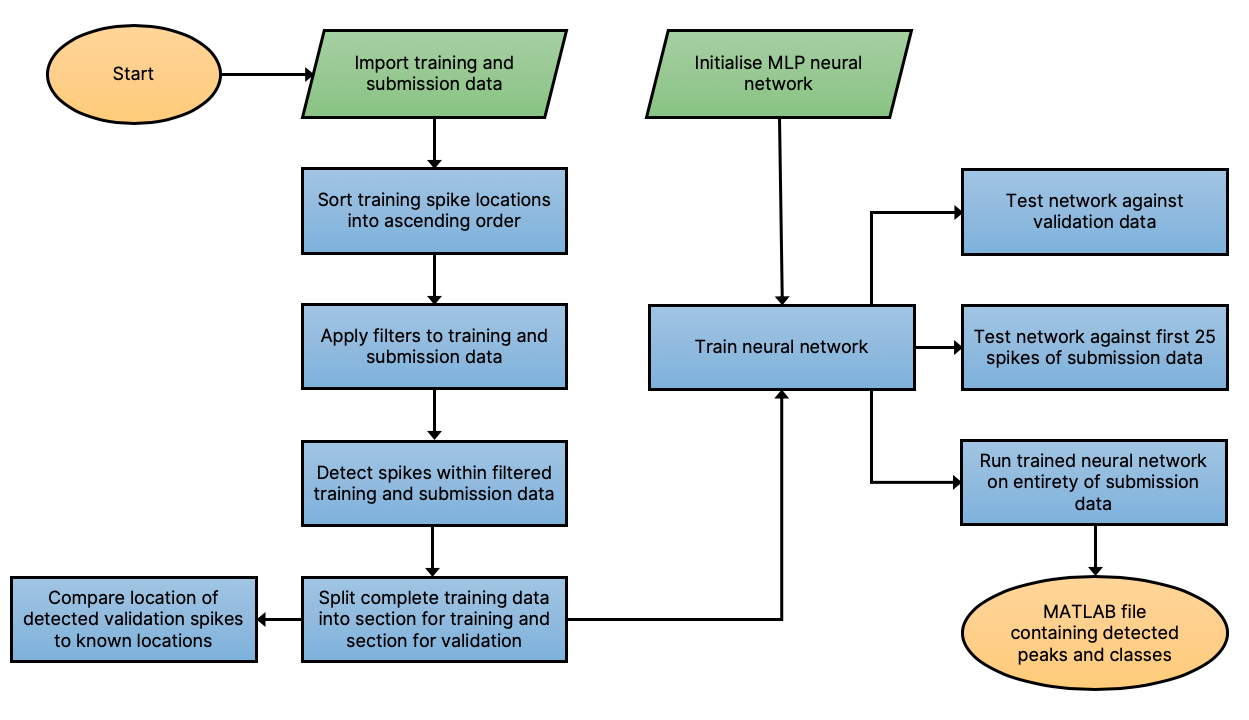 Start
Import training and
submission data
Initialise MLP neural
network
Sort training spike locations
into ascending order
Test network against
validation data
Apply filters to training and
submission data
Train neural network
Test network against first 25
spikes of submission data
Detect spikes within filtered
training and submission data
Run trained neural network
on entirety of submission
data
Compare location of
detected validation spikes
to known locations
Split complete training data
into section for training and
section for validation
MATLAB file
containing detected
peaks and classes